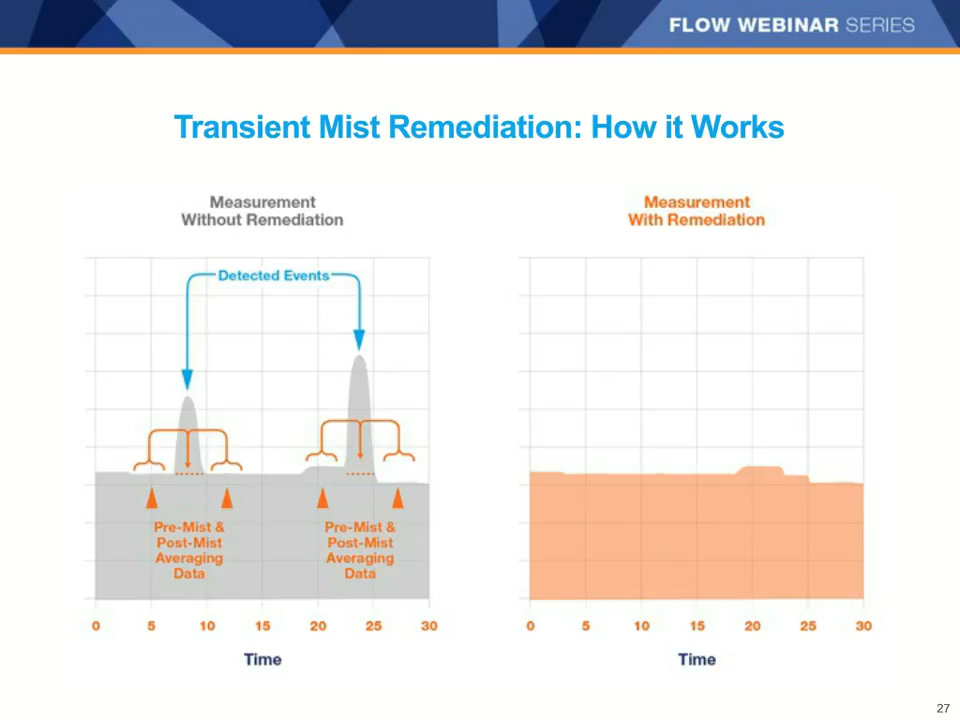 FLOW WEBINAR SERIES
Transient Mist Remediation: How it Works
Measurement
Without Remediation
Detected Events
Pre-Mist &
Post-Mist
Averaging
Data
Pre-Mist &
Post-Mist
Averaging
Data
0 5 10 15 20 25 30
Time
Measurement
With Remediation
0 5 10 15 20 25 30
Time
27